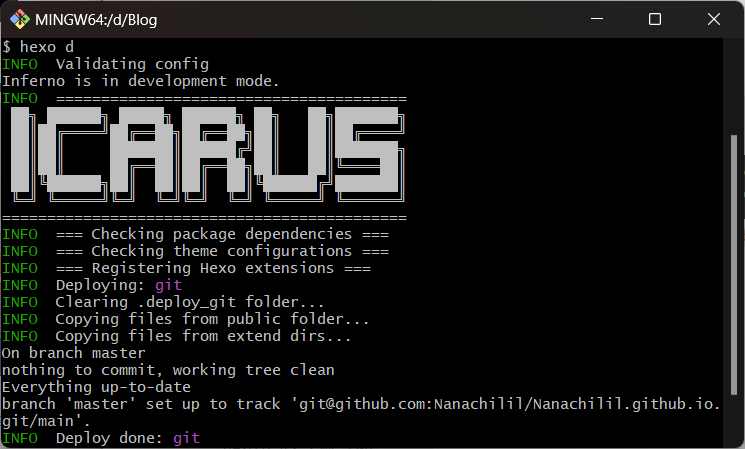 MINGW64:/d/Blog
$ hexo d
INFO  Validating config
Inferno is in development mode.
INFO  =======================================
ICARUS
=============================================
INFO  === Checking package dependencies ===
INFO  === Checking theme configurations ===
INFO  === Registering Hexo extensions ===
INFO  Deploying: git
INFO  Clearing .deploy_git folder...
INFO  Copying files from public folder...
INFO  Copying files from extend dirs...
On branch master
nothing to commit, working tree clean
Everything up-to-date
branch 'master' set up to track 'git@github.com:Nanachilil/Nanachilil.github.io.
git/main'.
INFO  Deploy done: git